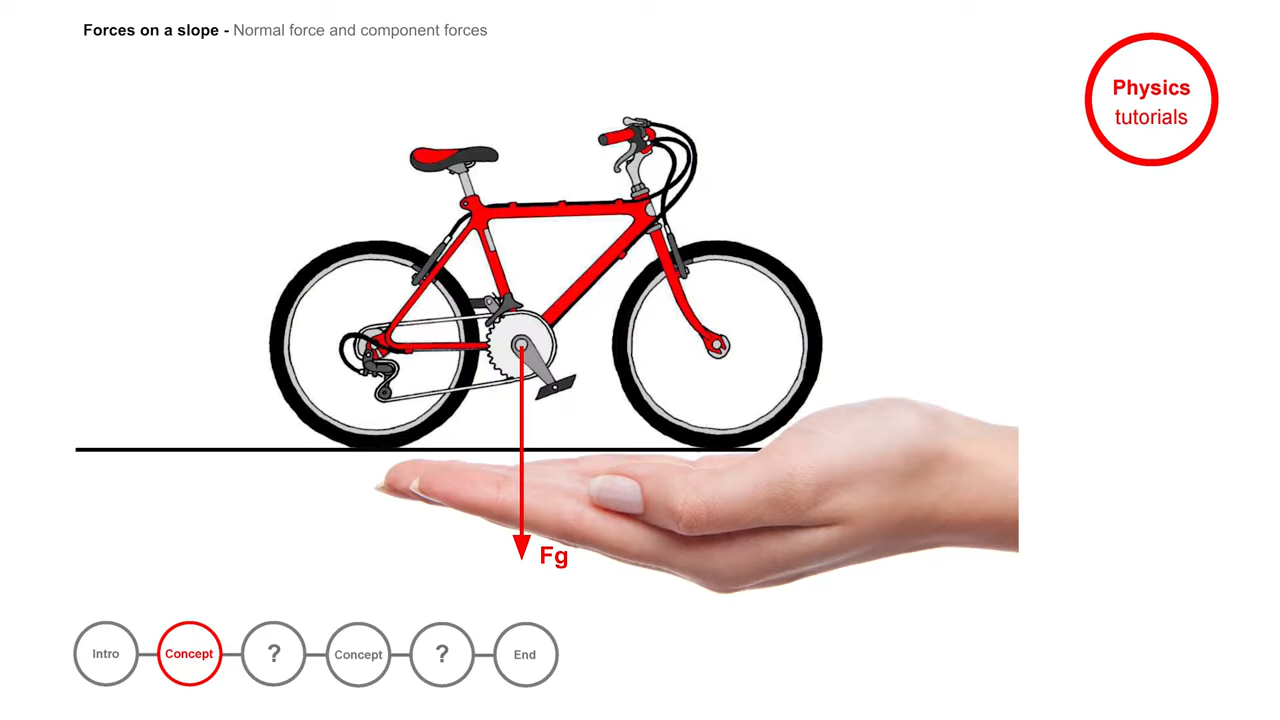 Forces on a slope - Normal force and component forces
Physics
tutorials
Fg
Intro
Concept
?
Concept
?
End